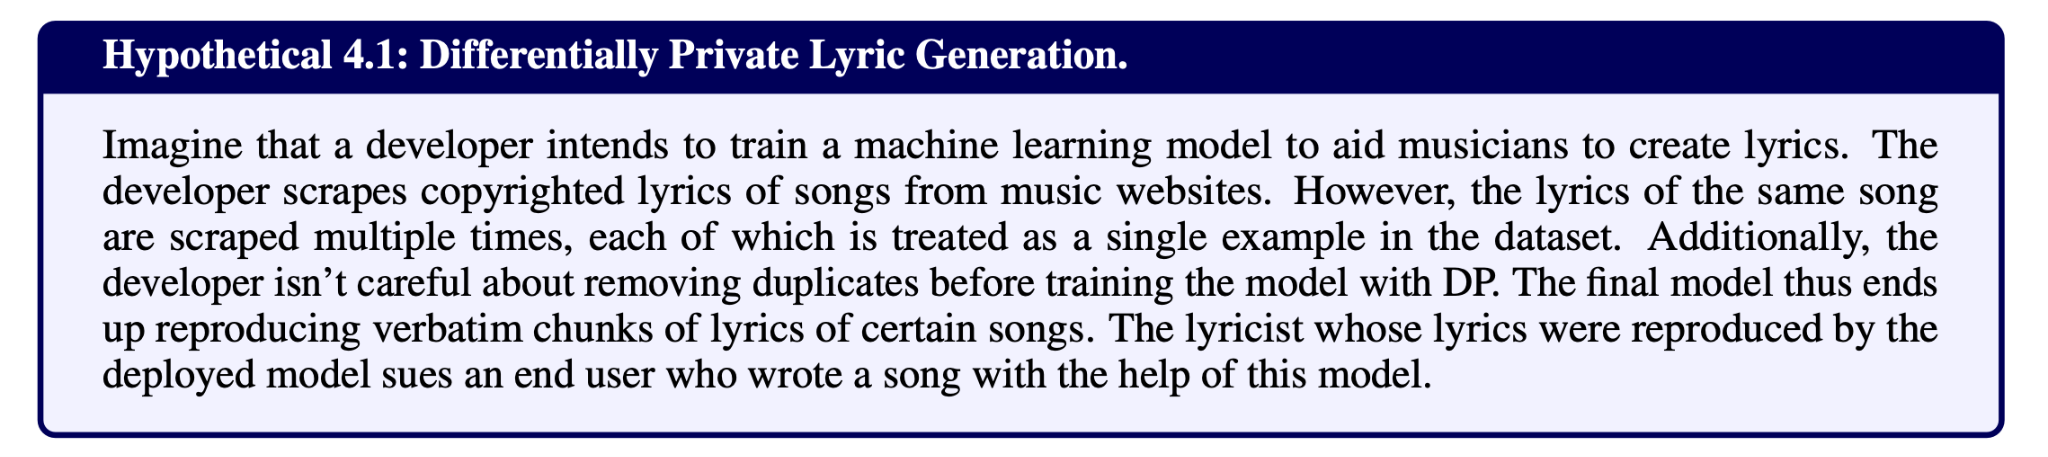 Hypothetical 4.1: Differentially Private Lyric Generation.
Imagine that a developer intends to train a machine learning model to aid musicians to create lyrics. The
developer scrapes copyrighted lyrics of songs from music websites. However, the lyrics of the same song
are scraped multiple times, each of which is treated as a single example in the dataset. Additionally, the
developer isn’t careful about removing duplicates before training the model with DP. The final model thus ends
up reproducing verbatim chunks of lyrics of certain songs. The lyricist whose lyrics were reproduced by the
deployed model sues an end user who wrote a song with the help of this model.